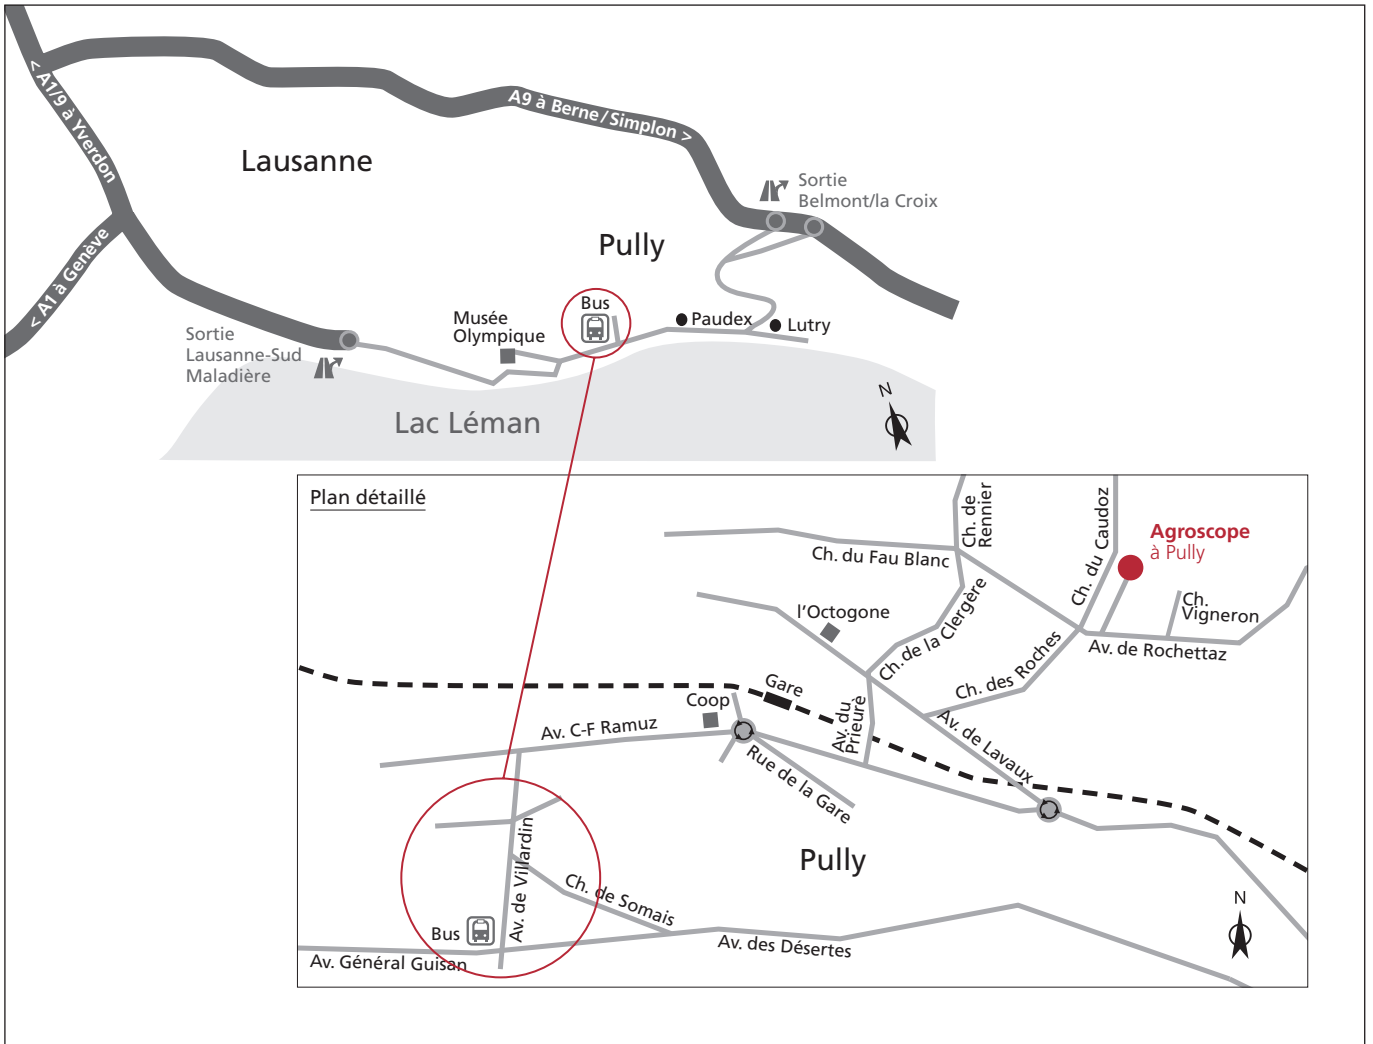 < A1/9 à Yverdon
A9 à Berne / Simplon >
Lausanne
Sortie
Belmont/la Croix
< A1 à Genève
Pully
Bus
Musée
Olympique
Paudex
Lutry
Sortie
Lausanne-Sud
Maladière
Lac Léman
N
Plan détaillé
Ch. de
Rennier
Ch. du Caudoz
Agroscope
à Pully
Ch. du Fau Blanc
Ch.
Vigneron
l'Octogone
Ch. de la Clergère
Av. de Rochettaz
Ch. des Roches
Gare
Coop
Av. du
Prieurè
Av. C-F Ramuz
Av. de Lavaux
Rue de la Gare
Av. de Villardin
Pully
Ch. de Somais
N
Bus
Av. des Désertes
Av. Général Guisan